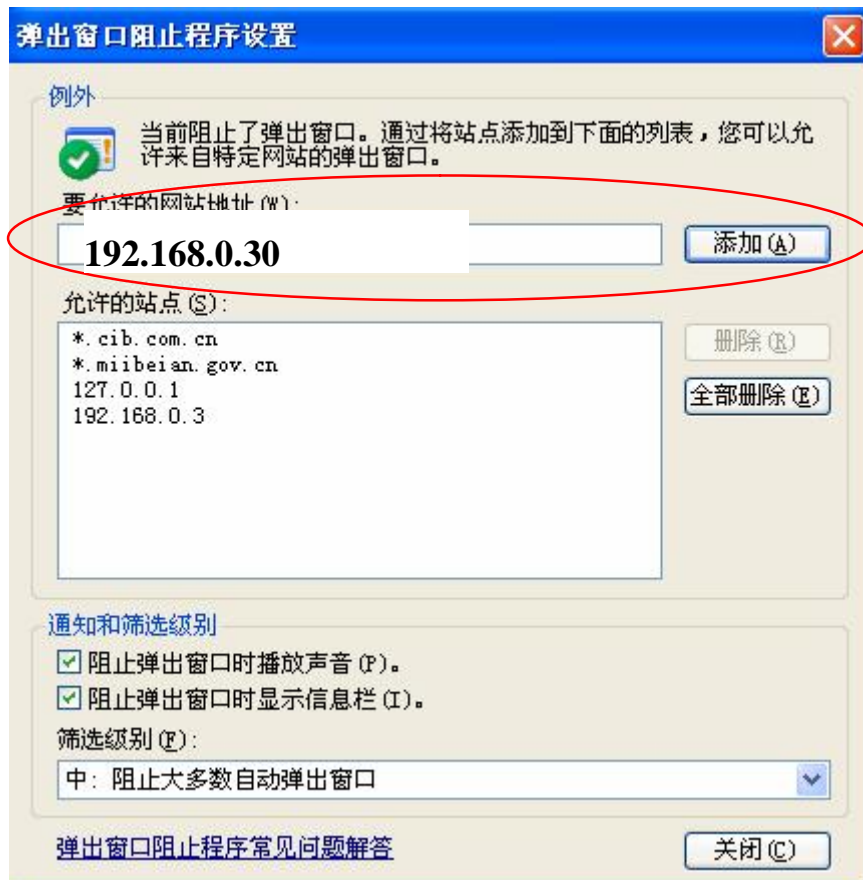 弹出窗口阻止程序设置
例外
当前阻止了弹出窗口。通过将站点添加到下面的列表，您可以允
许来自特定网站的弹出窗口。
要允许的网站地址(W):
192.168.0.30
添加(A)
允许的站点(S):
*.cib.com.cn
*.miibeian.gov.cn
127.0.0.1
192.168.0.3
删除(R)
全部删除(E)
通知和筛选级别
阻止弹出窗口时播放声音(P)。
阻止弹出窗口时显示信息栏(I)。
筛选级别(F):
中: 阻止大多数自动弹出窗口
弹出窗口阻止程序常见问题解答
关闭(C)